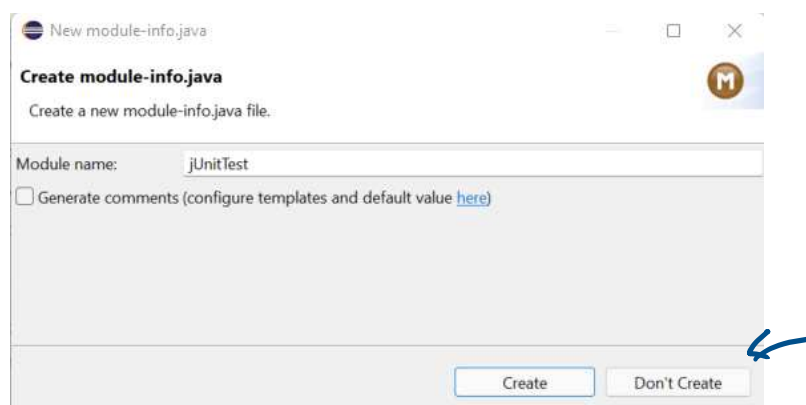 New module-info.java
Create module-info.java
M
Create a new module-info.java file.
Module name: jUnitTest
Generate comments (configure templates and default value here)
Create Don't Create